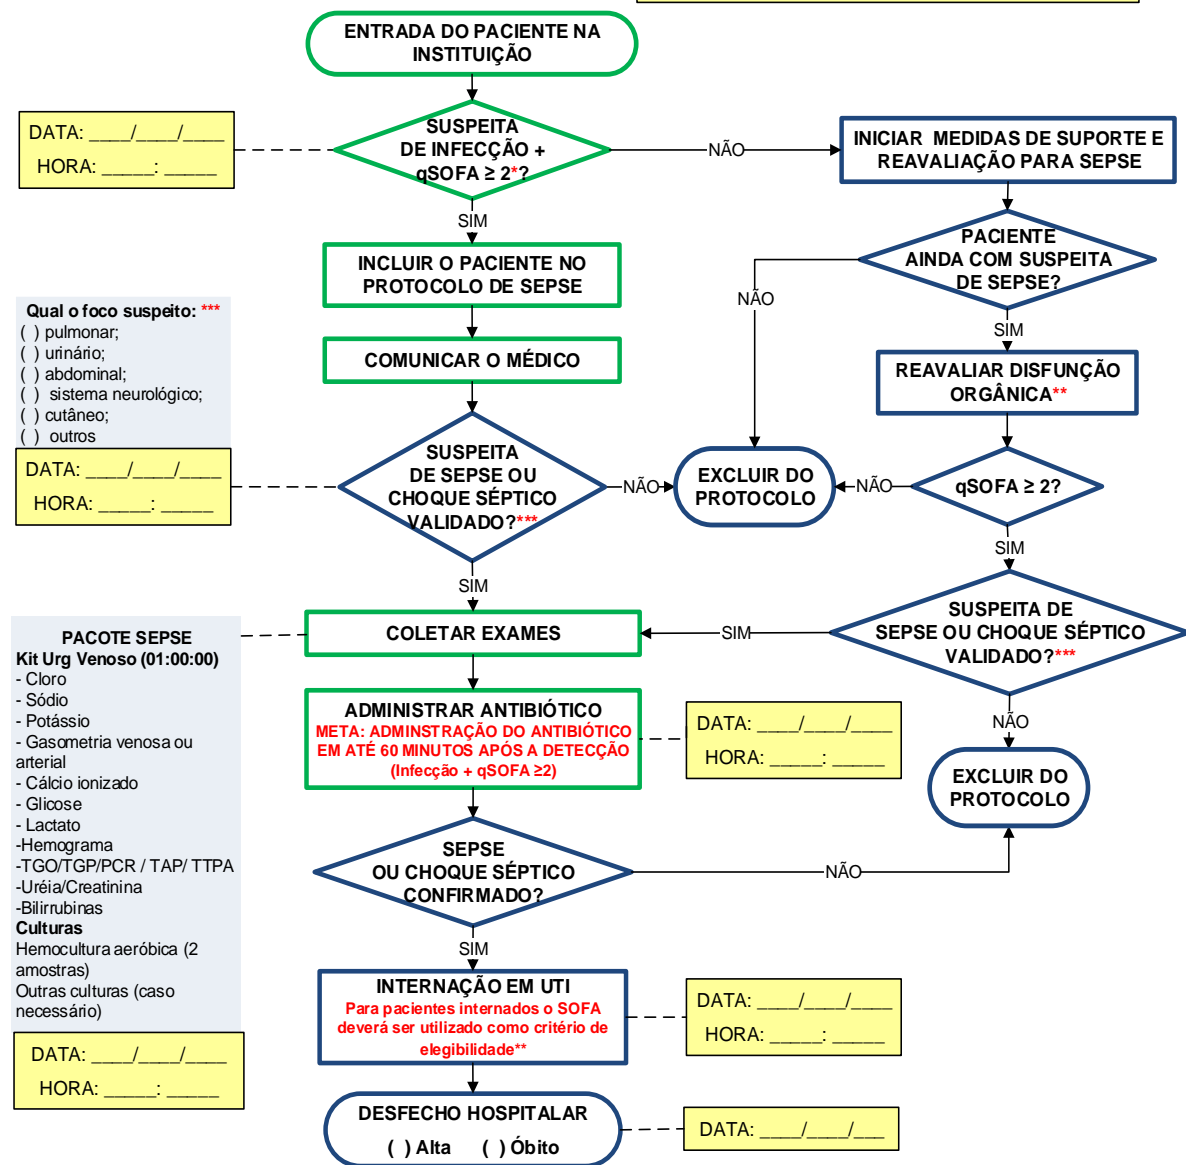 ENTRADA DO PACIENTE NA
INSTITUIÇÃO
DATA: ____/____/____
HORA: _____: _____
SUSPEITA
DE INFECÇÃO +
qSOFA ≥ 2*?
NÃO
INICIAR MEDIDAS DE SUPORTE E
REAVALIAÇÃO PARA SEPSE
SIM
PACIENTE
AINDA COM SUSPEITA
DE SEPSE?
NÃO
SIM
INCLUIR O PACIENTE NO
PROTOCOLO DE SEPSE
COMUNICAR O MÉDICO
REAVALIAR DISFUNÇÃO
ORGÂNICA**
Qual o foco suspeito: ***
( ) pulmonar;
( ) urinário;
( ) abdominal;
( ) sistema neurológico;
( ) cutâneo;
( ) outros
DATA: ____/____/____
HORA: _____: _____
SUSPEITA
DE SEPSE OU
CHOQUE SÉPTICO
VALIDADO?***
NÃO
EXCLUIR DO
PROTOCOLO
NÃO
qSOFA ≥ 2?
SIM
SIM
SUSPEITA DE
SEPSE OU CHOQUE SÉPTICO
VALIDADO?***
SIM
NÃO
COLETAR EXAMES
PACOTE SEPSE
Kit Urg Venoso (01:00:00)
- Cloro
- Sódio
- Potássio
- Gasometria venosa ou
arterial
- Cálcio ionizado
- Glicose
- Lactato
-Hemograma
-TGO/TGP/PCR / TAP/ TTPA
-Uréia/Creatinina
-Bilirrubinas
Culturas
Hemocultura aeróbica (2
amostras)
Outras culturas (caso
necessário)
DATA: ____/____/____
HORA: _____: _____
ADMINISTRAR ANTIBIÓTICO
META: ADMINSTRAÇÃO DO ANTIBIÓTICO
EM ATÉ 60 MINUTOS APÓS A DETECÇÃO
(Infecção + qSOFA ≥2)
DATA: ____/____/____
HORA: _____: _____
EXCLUIR DO
PROTOCOLO
SEPSE
OU CHOQUE SÉPTICO
CONFIRMADO?
NÃO
SIM
INTERNAÇÃO EM UTI
Para pacientes internados o SOFA
deverá ser utilizado como critério de
elegibilidade**
DATA: ____/____/____
HORA: _____: _____
DESFECHO HOSPITALAR
( ) Alta ( ) Óbito
DATA: ____/____/___